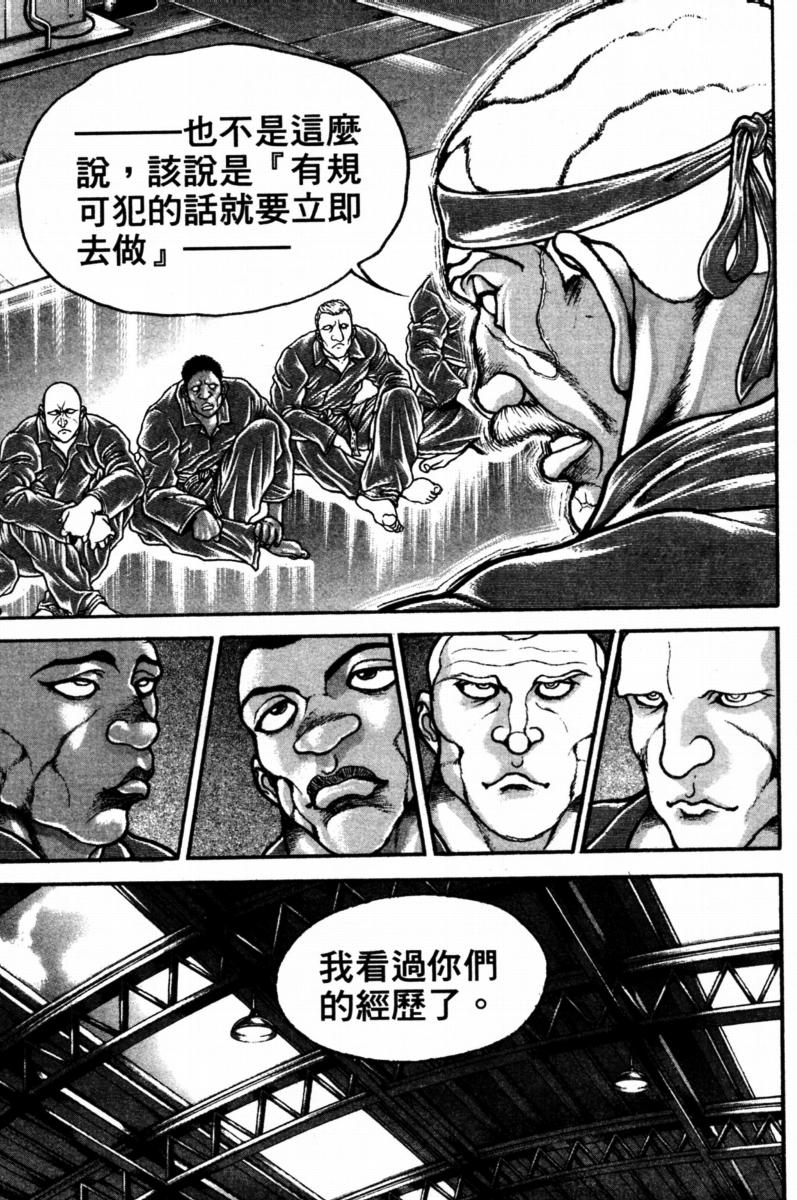 ———也不是這麼
說，該說是『有規
可犯的話就要立即
去做』———
我看過你們
的經歷了。